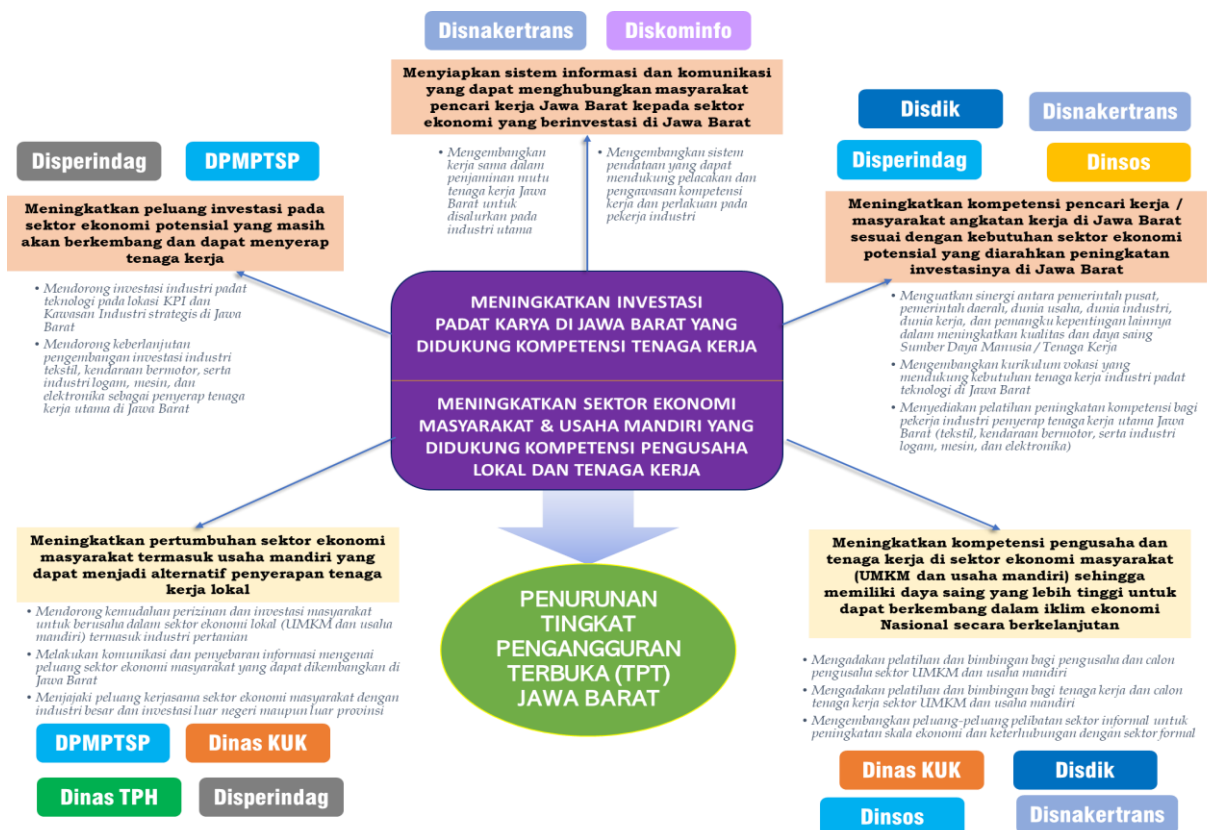 Disnakertrans
Diskominfo
Menyiapkan sistem informasi dan komunikasi
yang dapat menghubungkan masyarakat
pencari kerja Jawa Barat kepada sektor
ekonomi yang berinvestasi di Jawa Barat
• Mengembangkan
kerja sama dalam
penjaminan mutu
tenaga kerja Jawa
Barat untuk
disalurkan pada
industri utama
• Mengembangkan sistem
pendataan yang dapat
mendukung pelacakan dan
pengawasan kompetensi
kerja dan perlakuan pada
pekerja industri
Disperindag
DPMPTSP
Meningkatkan peluang investasi pada
sektor ekonomi potensial yang masih
akan berkembang dan dapat menyerap
tenaga kerja
• Mendorong investasi industri padat
teknologi pada lokasi KPI dan
Kawasan Industri strategis di Jawa
Barat
• Mendorong keberlanjutan
pengembangan investasi industri
tekstil, kendaraan bermotor, serta
industri logam, mesin, dan
elektronika sebagai penyerap tenaga
kerja utama di Jawa Barat
Disdik
Disnakertrans
Disperindag
Dinsos
Meningkatkan kompetensi pencari kerja /
masyarakat angkatan kerja di Jawa Barat
sesuai dengan kebutuhan sektor ekonomi
potensial yang diarahkan peningkatan
investasinya di Jawa Barat
• Menguatkan sinergi antara pemerintah pusat,
pemerintah daerah, dunia usaha, dunia industri,
dunia kerja, dan pemangku kepentingan lainnya
dalam meningkatkan kualitas dan daya saing
Sumber Daya Manusia / Tenaga Kerja
• Mengembangkan kurikulum vokasi yang
mendukung kebutuhan tenaga kerja industri padat
teknologi di Jawa Barat
• Menyediakan pelatihan peningkatan kompetensi bagi
pekerja industri penyerap tenaga kerja utama Jawa
Barat (tekstil, kendaraan bermotor, serta industri
logam, mesin, dan elektronika)
MENINGKATKAN INVESTASI
PADAT KARYA DI JAWA BARAT YANG
DIDUKUNG KOMPETENSI TENAGA KERJA
MENINGKATKAN SEKTOR EKONOMI
MASYARAKAT & USAHA MANDIRI YANG
DIDUKUNG KOMPETENSI PENGUSAHA
LOKAL DAN TENAGA KERJA
Meningkatkan pertumbuhan sektor ekonomi
masyarakat termasuk usaha mandiri yang
dapat menjadi alternatif penyerapan tenaga
kerja lokal
• Mendorong kemudahan perizinan dan investasi masyarakat
untuk berusaha dalam sektor ekonomi lokal (UMKM dan usaha
mandiri) termasuk industri pertanian
• Melakukan komunikasi dan penyebaran informasi mengenai
peluang sektor ekonomi masyarakat yang dapat dikembangkan di
Jawa Barat
• Menjajaki peluang kerjasama sektor ekonomi masyarakat dengan
industri besar dan investasi luar negeri maupun luar provinsi
DPMPTSP
Dinas KUK
Dinas TPH
Disperindag
PENURUNAN
TINGKAT
PENGANGGURAN
TERBUKA (TPT)
JAWA BARAT
Meningkatkan kompetensi pengusaha dan
tenaga kerja di sektor ekonomi masyarakat
(UMKM dan usaha mandiri) sehingga
memiliki daya saing yang lebih tinggi untuk
dapat berkembang dalam iklim ekonomi
Nasional secara berkelanjutan
• Mengadakan pelatihan dan bimbingan bagi pengusaha dan calon
pengusaha sektor UMKM dan usaha mandiri
• Mengadakan pelatihan dan bimbingan bagi tenaga kerja dan calon
tenaga kerja sektor UMKM dan usaha mandiri
• Mengembangkan peluang-peluang pelibatan sektor informal untuk
peningkatan skala ekonomi dan keterhubungan dengan sektor formal
Dinas KUK
Disdik
Dinsos
Disnakertrans